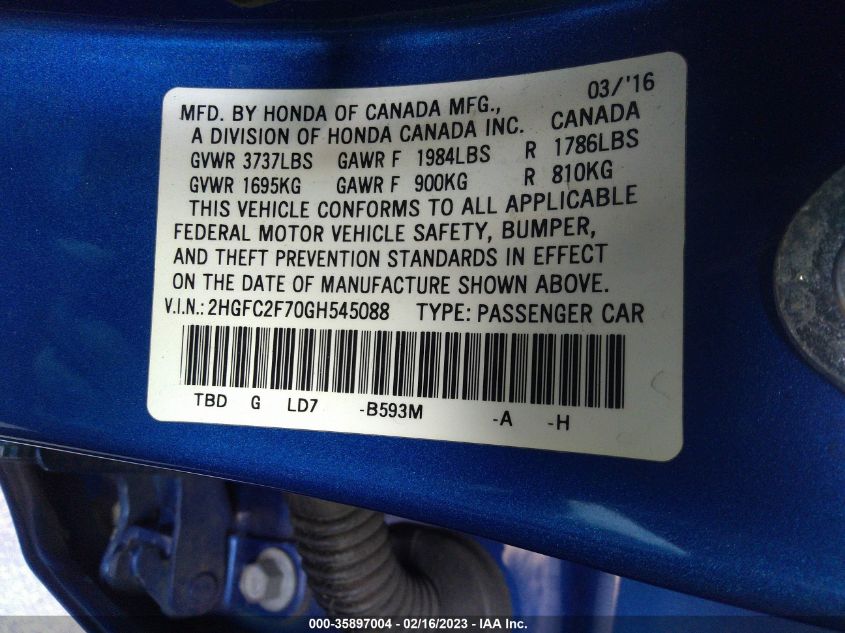 03/'16
MFD. BY HONDA OF CANADA MFG.,
A DIVISION OF HONDA CANADA INC. CANADA
GVWR 3737LBS GAWR F 1984LBS R 1786LBS
GVWR 1695KG GAWR F 900KG R 810KG
THIS VEHICLE CONFORMS TO ALL APPLICABLE
FEDERAL MOTOR VEHICLE SAFETY, BUMPER,
AND THEFT PREVENTION STANDARDS IN EFFECT
ON THE DATE OF MANUFACTURE SHOWN ABOVE.
V.I.N.: 2HGFC2F70GH545088 TYPE: PASSENGER CAR
TBD G LD7 -B593M -A -H
000-35897004 - 02/16/2023 - IAA Inc.